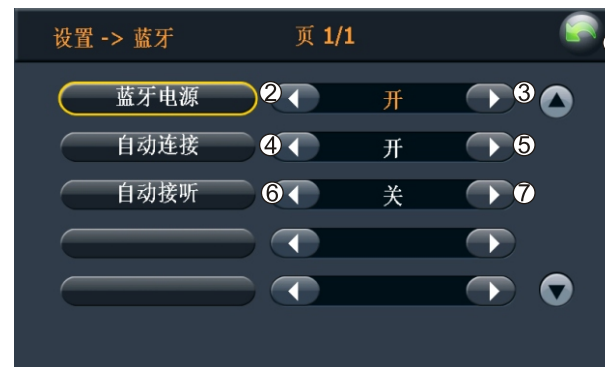 设置 -> 蓝牙 页 1/1
蓝牙电源 ② 开 ③
自动连接 ④ 开 ⑤
自动接听 ⑥ 关 ⑦